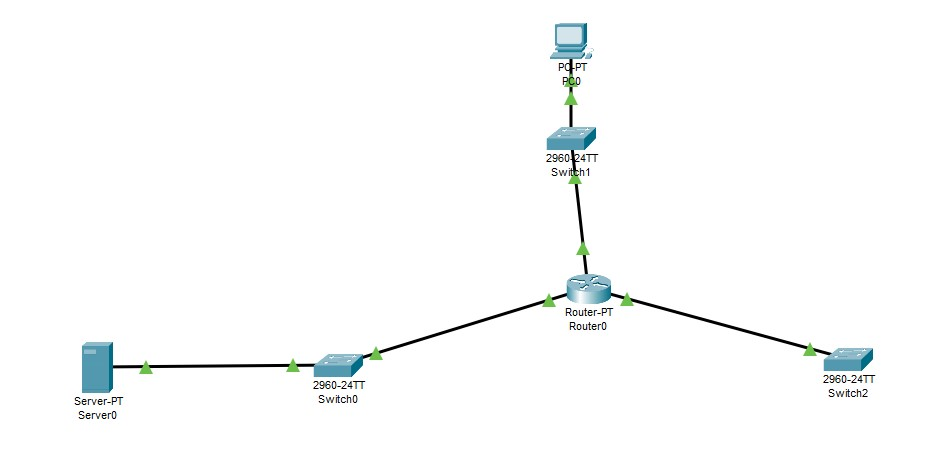 PC-PT
PC0
2960-24TT
Switch1
Router-PT
Router0
2960-24TT
Switch0
2960-24TT
Switch2
Server-PT
Server0